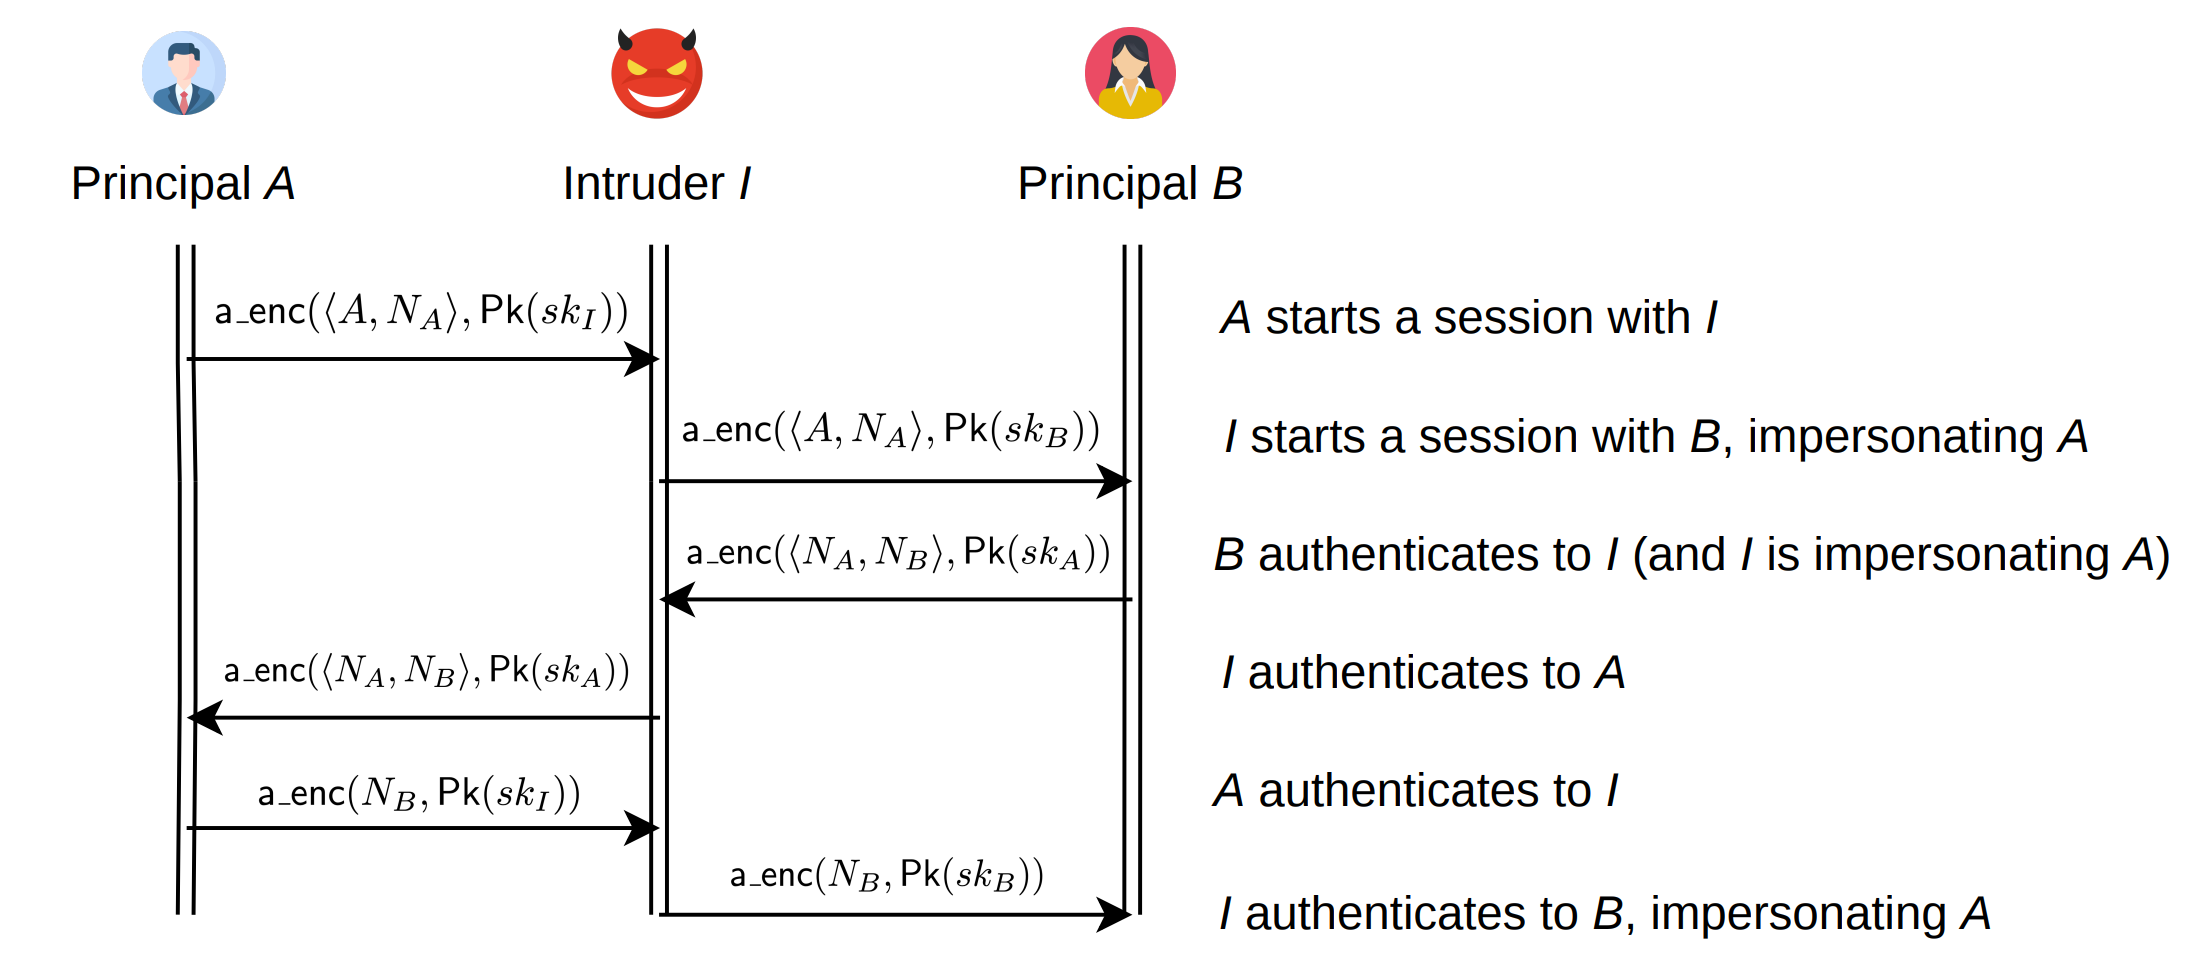 Principal A
Intruder I
Principal B
a_enc(⟨A, N_A⟩, Pk(sk_I))
A starts a session with I
a_enc(⟨A, N_A⟩, Pk(sk_B))
I starts a session with B, impersonating A
a_enc(⟨N_A, N_B⟩, Pk(sk_A))
B authenticates to I (and I is impersonating A)
a_enc(⟨N_A, N_B⟩, Pk(sk_A))
I authenticates to A
a_enc(N_B, Pk(sk_I))
A authenticates to I
a_enc(N_B, Pk(sk_B))
I authenticates to B, impersonating A